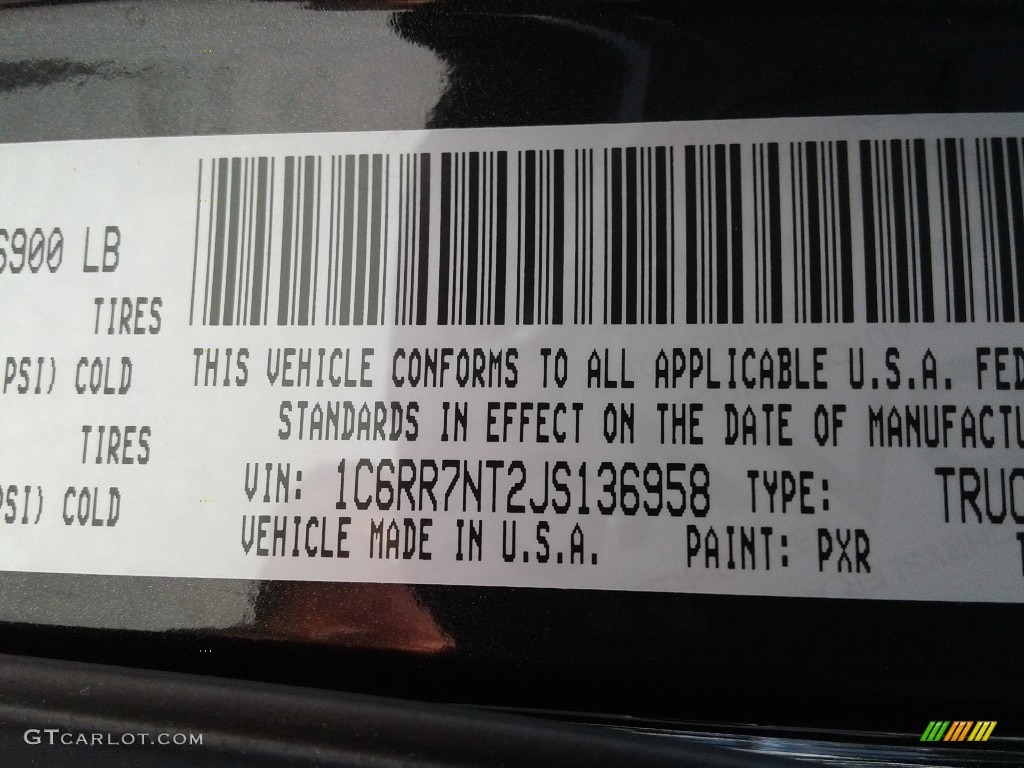 6900 LB
TIRES
PSI) COLD
TIRES
PSI) COLD
THIS VEHICLE CONFORMS TO ALL APPLICABLE U.S.A. FED
STANDARDS IN EFFECT ON THE DATE OF MANUFACTU
VIN: 1C6RR7NT2JS136958 TYPE: TRUC
VEHICLE MADE IN U.S.A. PAINT: PXR
GTCARLOT.COM